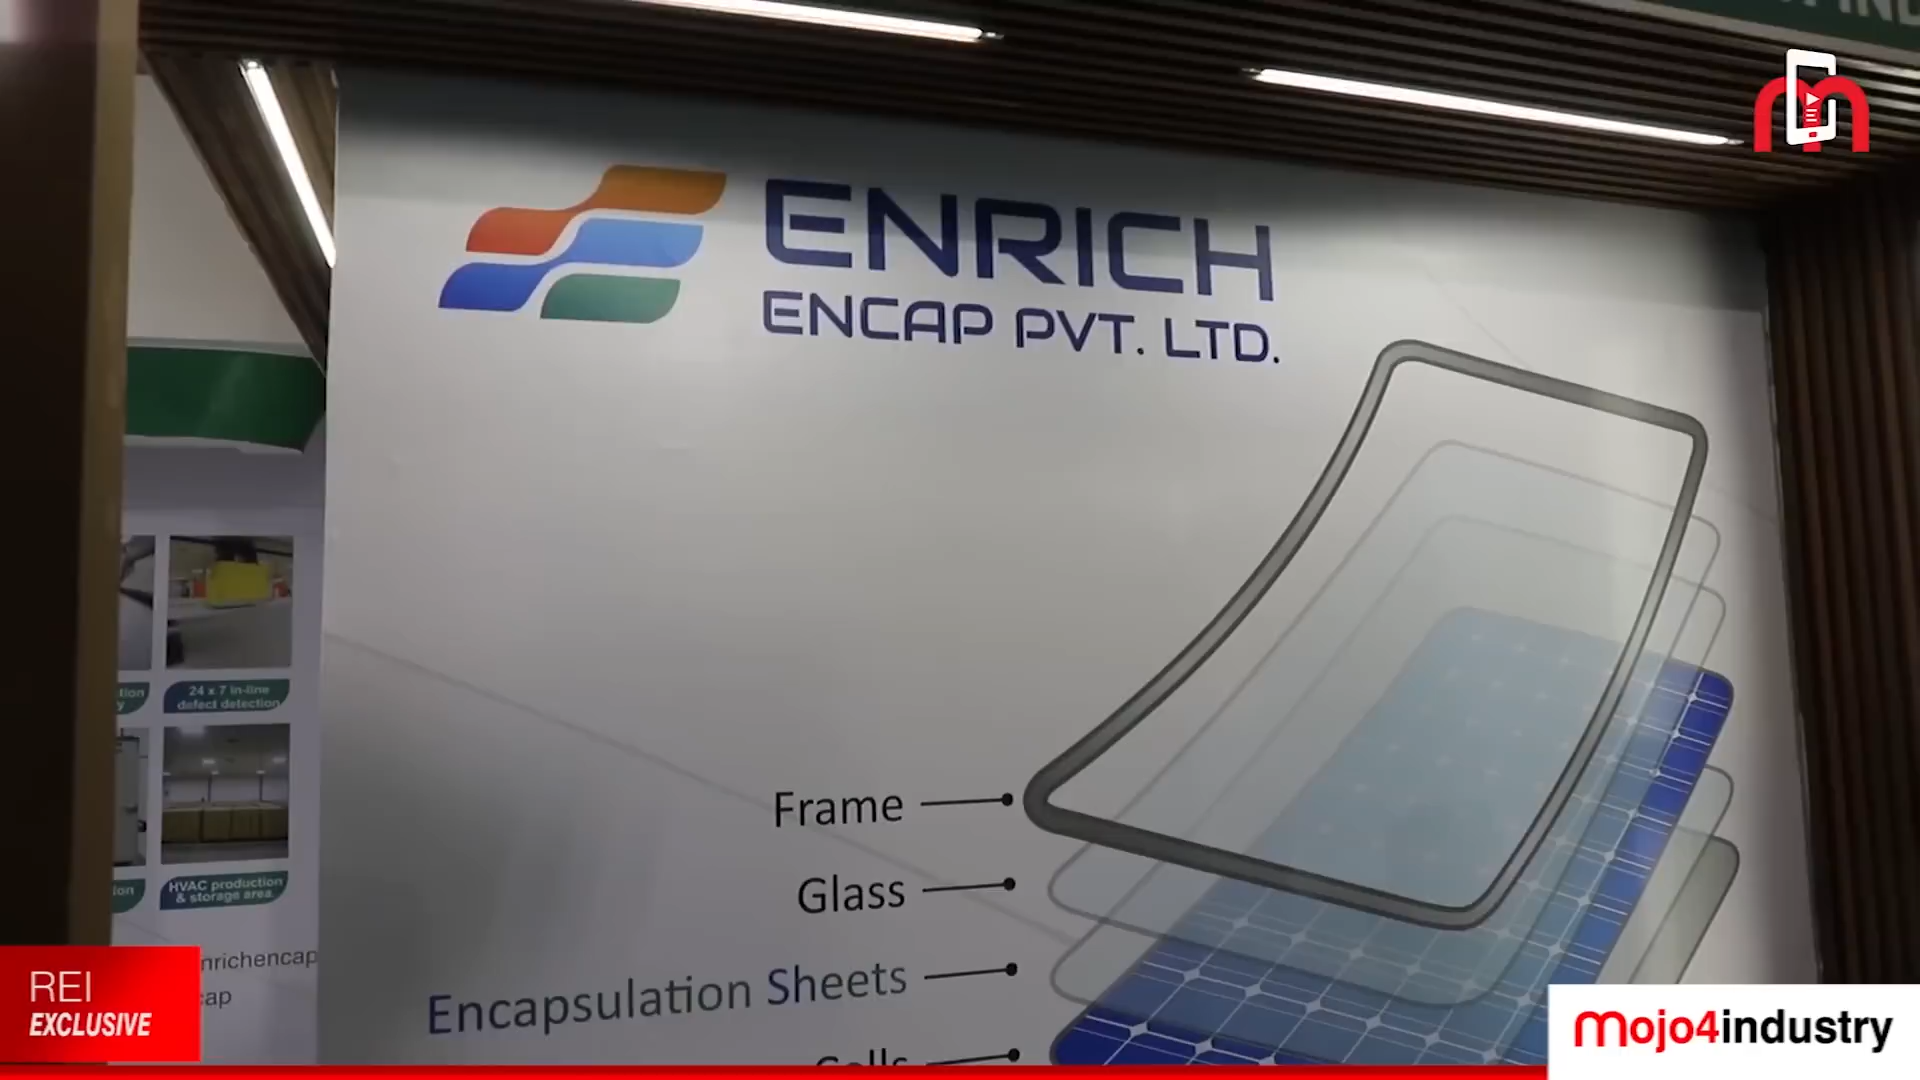 ENRICH
ENCAP PVT. LTD.
24 x 7 in-line
defect detection
HVAC production
& storage area
Frame
Glass
Encapsulation Sheets
Cells
REI
EXCLUSIVE
mojo4industry